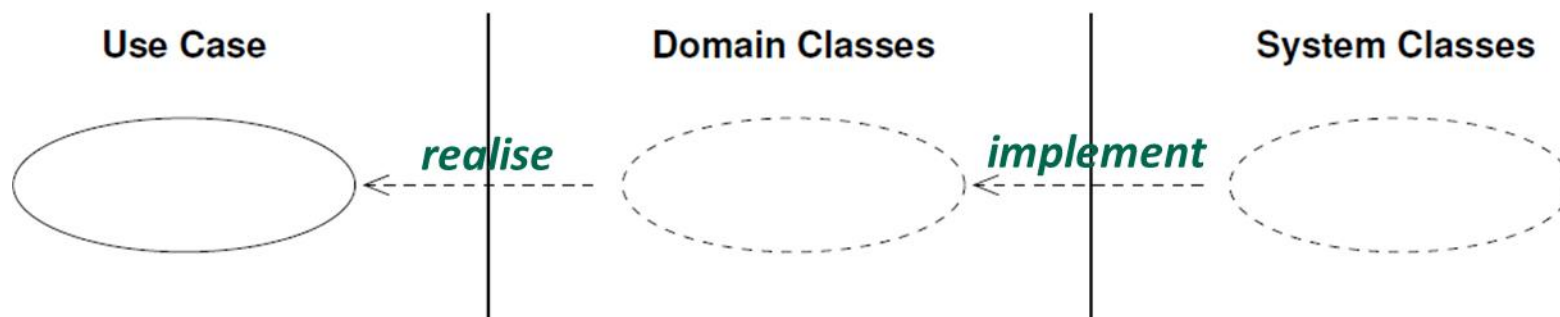 Use Case
Domain Classes
System Classes
realise
implement